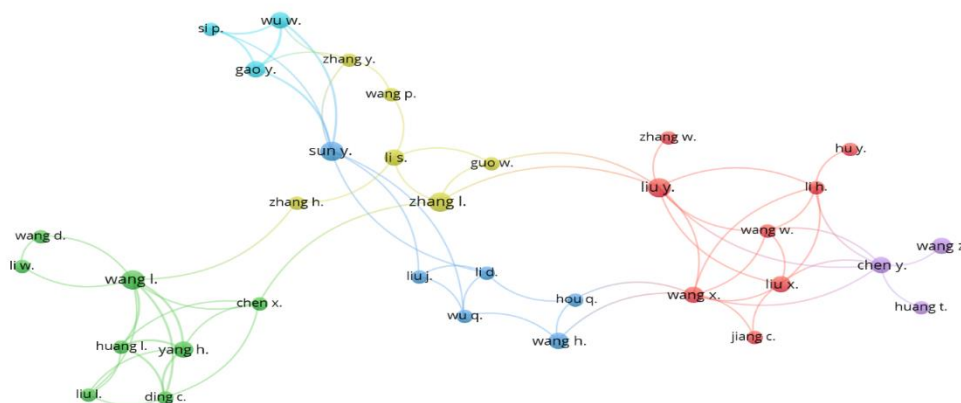 si p.
wu w.
gao y.
zhang y.
wang p.
sun y.
li s.
guo w.
zhang h.
zhang l.
zhang w.
hu y.
liu y.
li h.
wang w.
wang z
chen y.
wang d.
li w.
wang l.
chen x.
liu j.
li d.
hou q.
wang x.
liu x.
huang t.
wu q.
wang h.
jiang c.
huang l.
yang h.
liu l.
ding c.